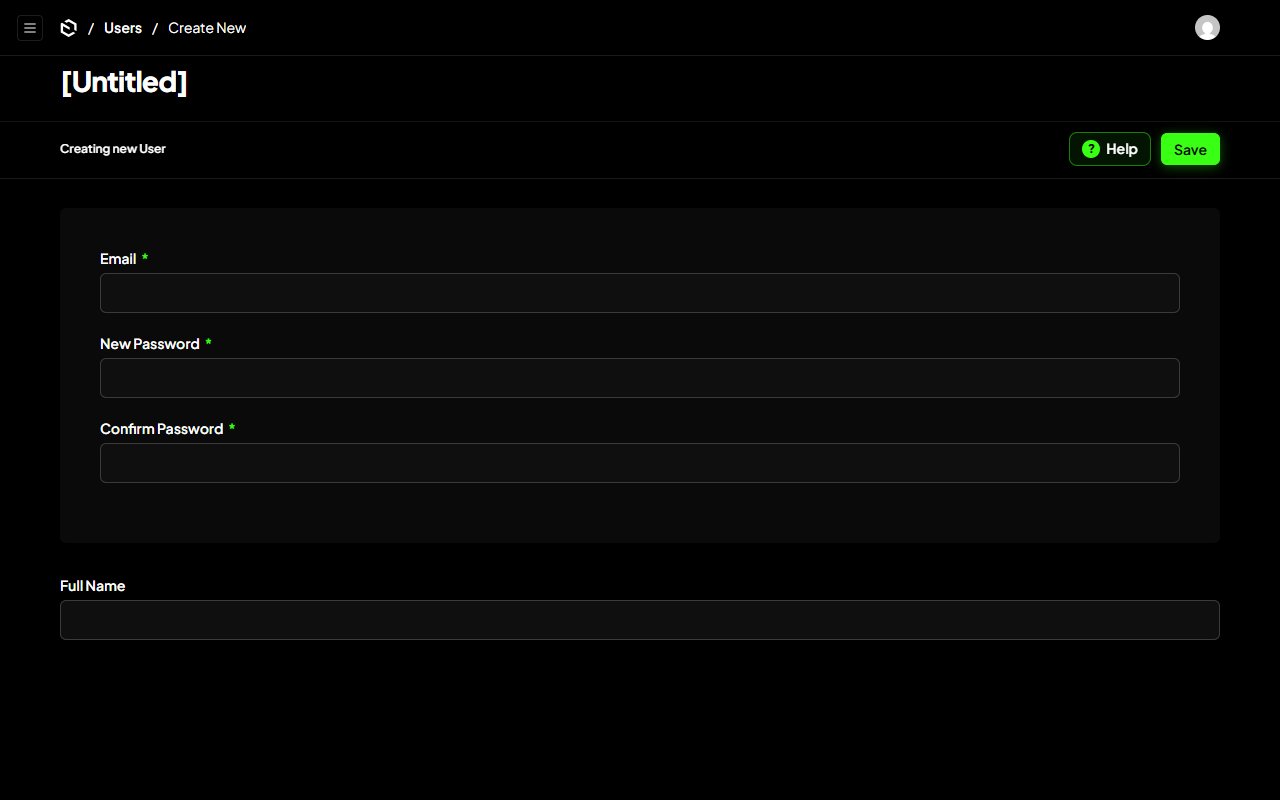 / Users / Create New
[Untitled]
Creating new User
? Help
Save
Email *
New Password *
Confirm Password *
Full Name